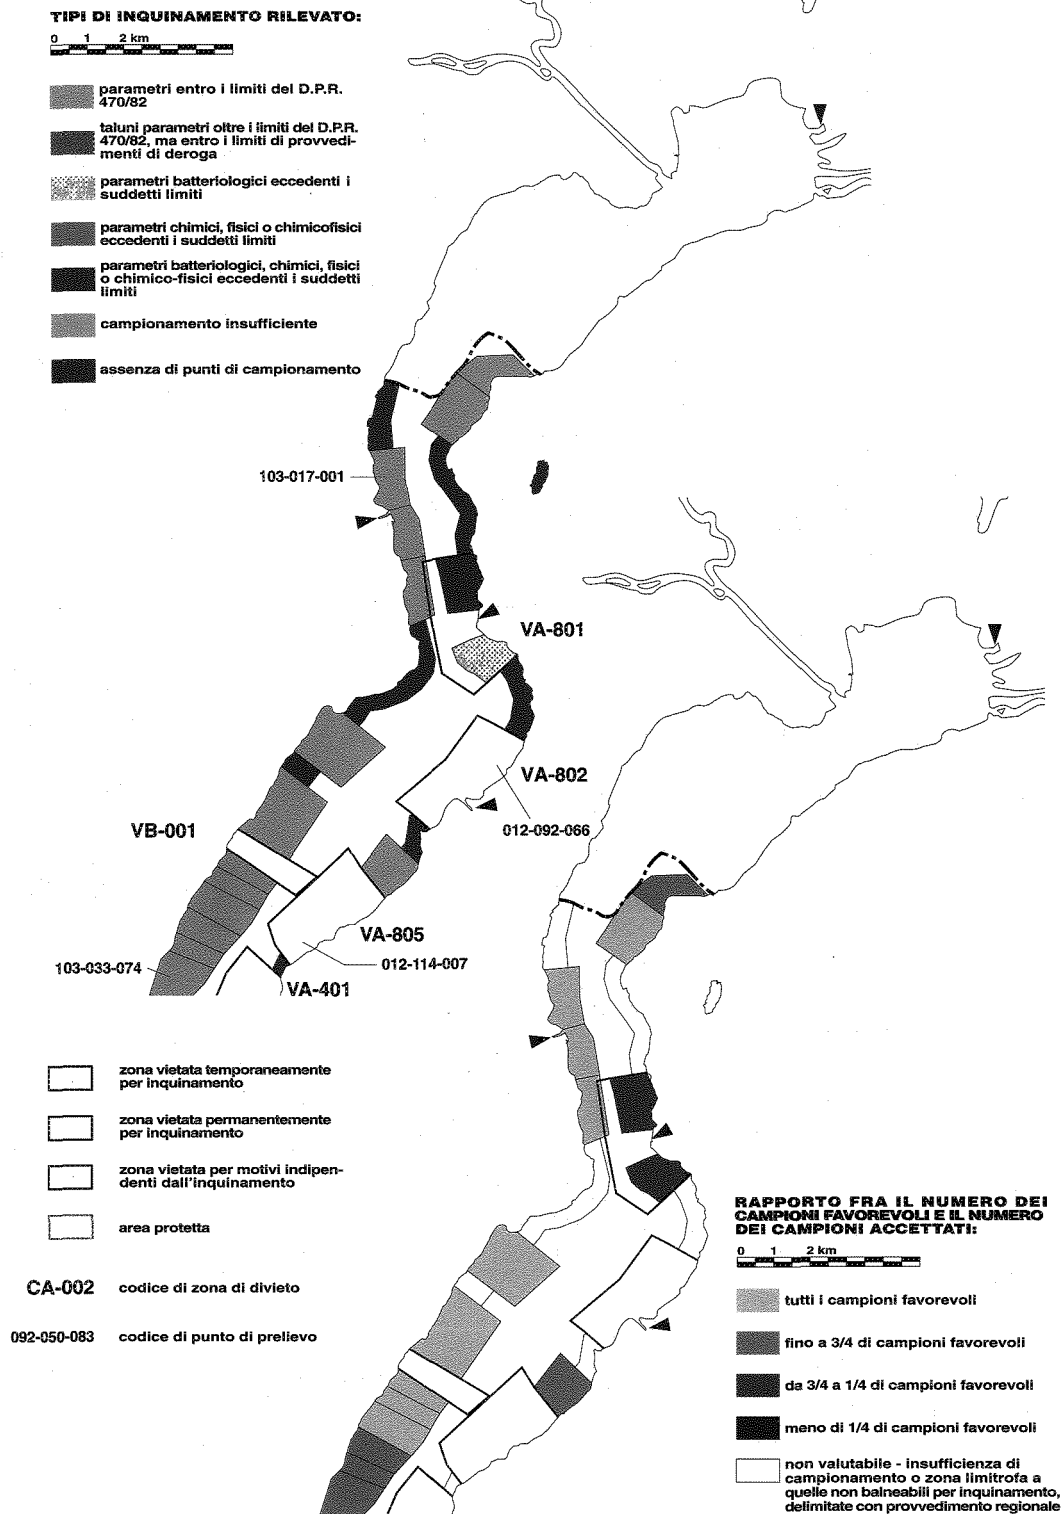 TIPI DI INQUINAMENTO RILEVATO:
0 1 2 km
parametri entro i limiti del D.P.R.
470/82
taluni parametri oltre i limiti del D.P.R.
470/82, ma entro i limiti di provvedi-
menti di deroga
parametri batteriologici eccedenti i
suddetti limiti
parametri chimici, fisici o chimicofisici
eccedenti i suddetti limiti
parametri batteriologici, chimici, fisici
o chimico-fisici eccedenti i suddetti
limiti
campionamento insufficiente
assenza di punti di campionamento
103-017-001
VA-801
VA-802
012-092-066
VB-001
VA-805
012-114-007
103-033-074
VA-401
zona vietata temporaneamente
per inquinamento
zona vietata permanentemente
per inquinamento
zona vietata per motivi indipen-
denti dall'inquinamento
area protetta
CA-002 codice di zona di divieto
092-050-083 codice di punto di prelievo
RAPPORTO FRA IL NUMERO DEI
CAMPIONI FAVOREVOLI E IL NUMERO
DEI CAMPIONI ACCETTATI:
0 1 2 km
tutti i campioni favorevoli
fino a 3/4 di campioni favorevoli
da 3/4 a 1/4 di campioni favorevoli
meno di 1/4 di campioni favorevoli
non valutabile - insufficienza di
campionamento o zona limitrofa a
quelle non balneabili per inquinamento,
delimitate con provvedimento regionale